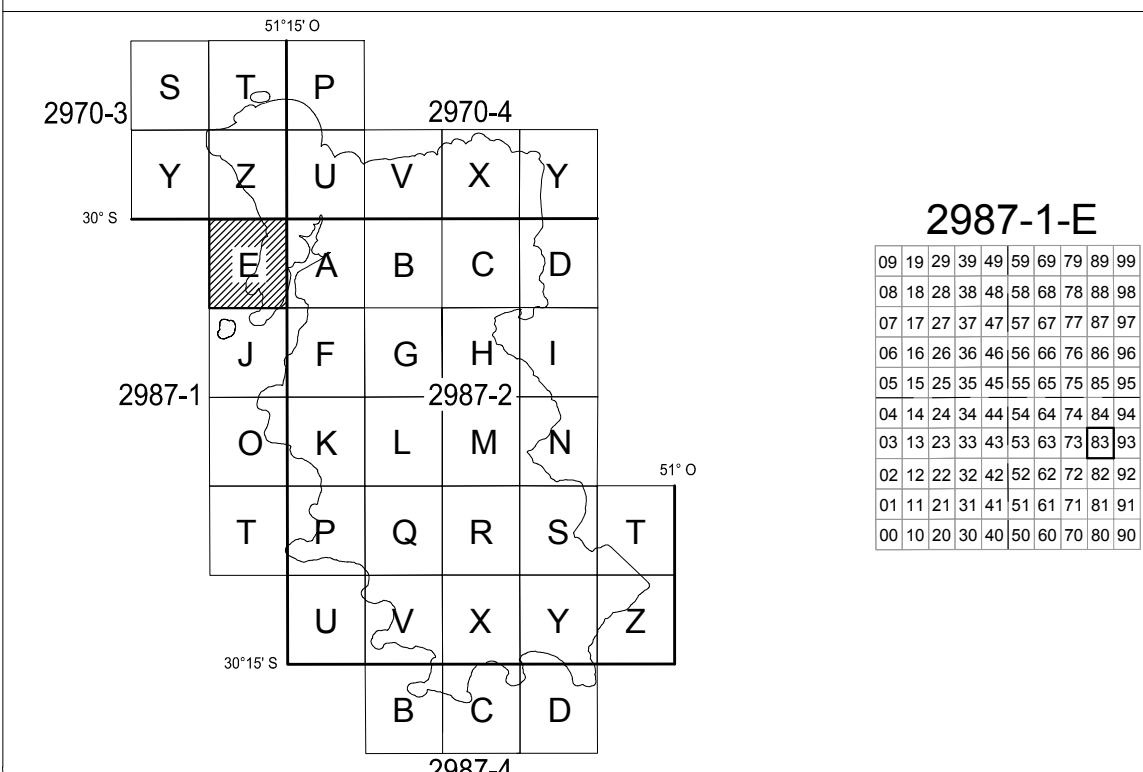 51°15' O
S T P
2970-3 2970-4
Y Z U V X Y
30° S
E A B C D
J F G H I
2987-1 2987-2
O K L M N
51° O
T P Q R S T
U V X Y Z
30°15' S
B C D
2987-4
2987-1-E
09 19 29 39 49 59 69 79 89 99
08 18 28 38 48 58 68 78 88 98
07 17 27 37 47 57 67 77 87 97
06 16 26 36 46 56 66 76 86 96
05 15 25 35 45 55 65 75 85 95
04 14 24 34 44 54 64 74 84 94
03 13 23 33 43 53 63 73 83 93
02 12 22 32 42 52 62 72 82 92
01 11 21 31 41 51 61 71 81 91
00 10 20 30 40 50 60 70 80 90